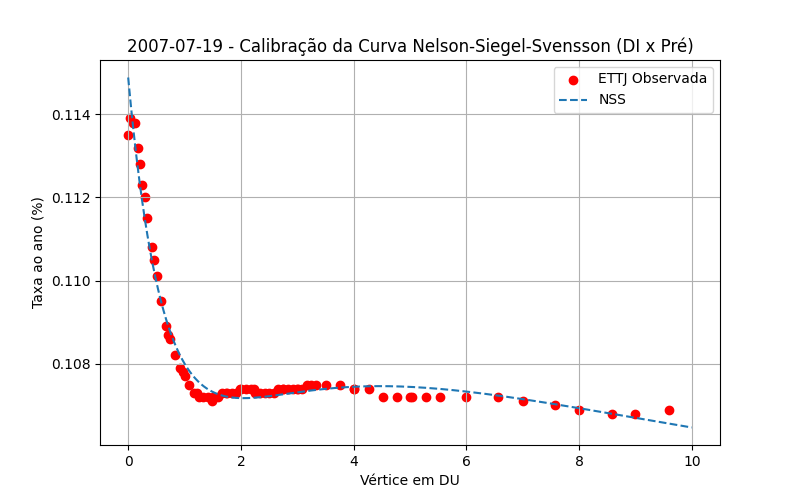 2007-07-19 - Calibração da Curva Nelson-Siegel-Svensson (DI x Pré)
ETTJ Observada
NSS
Taxa ao ano (%)
0.114
0.112
0.110
0.108
0 2 4 6 8 10
Vértice em DU